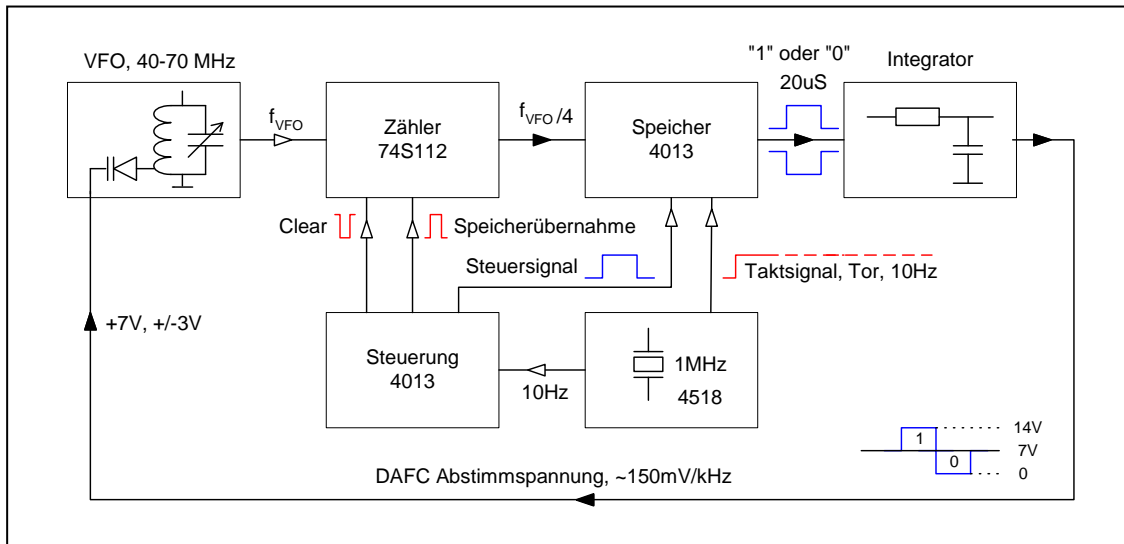 VFO, 40-70 MHz
"1" oder "0"
20uS
Integrator
fVFO
Zähler
74S112
fVFO/4
Speicher
4013
Clear
Speicherübernahme
Steuersignal
Taktsignal, Tor, 10Hz
+7V, +/-3V
Steuerung
4013
10Hz
1MHz
4518
14V
1
7V
0
0
DAFC Abstimmspannung, ~150mV/kHz